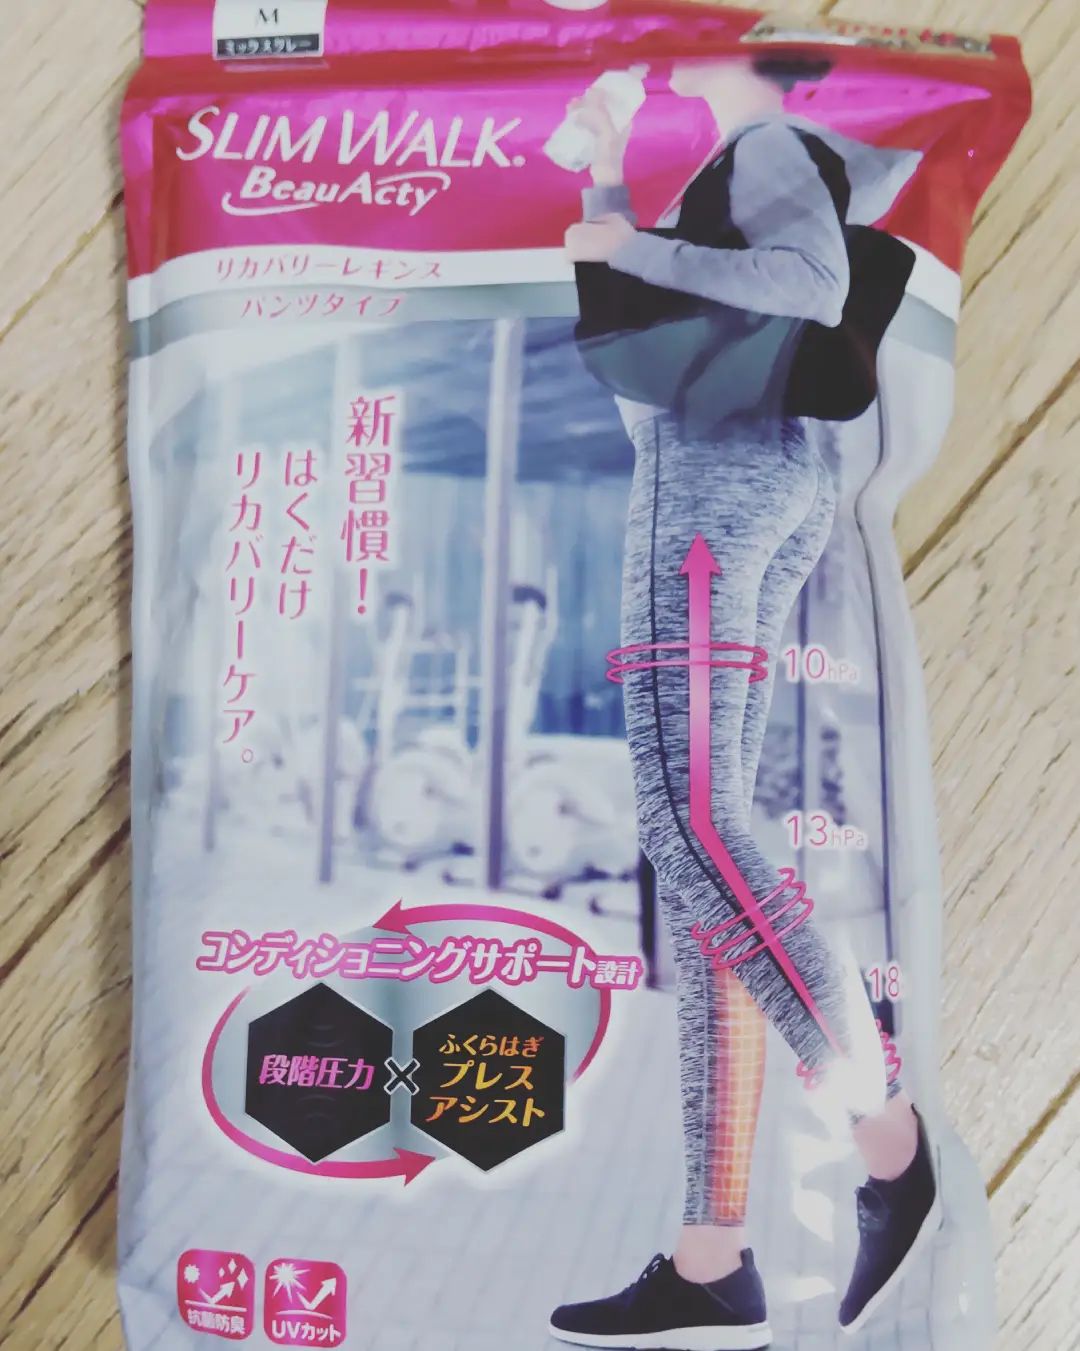 M
ミックスグレー
SLIM WALK.
BeauActy
リカバリーレギンス
パンツタイプ
新習慣!
はくだけ
リカバリーケア。
10hPa
13hPa
18
コンディショニングサポート設計
段階圧力
×
ふくらはぎ
プレス
アシスト
抗菌防臭
UVカット